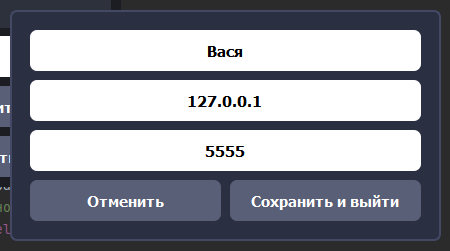 Вася
127.0.0.1
5555
Отменить Сохранить и выйти